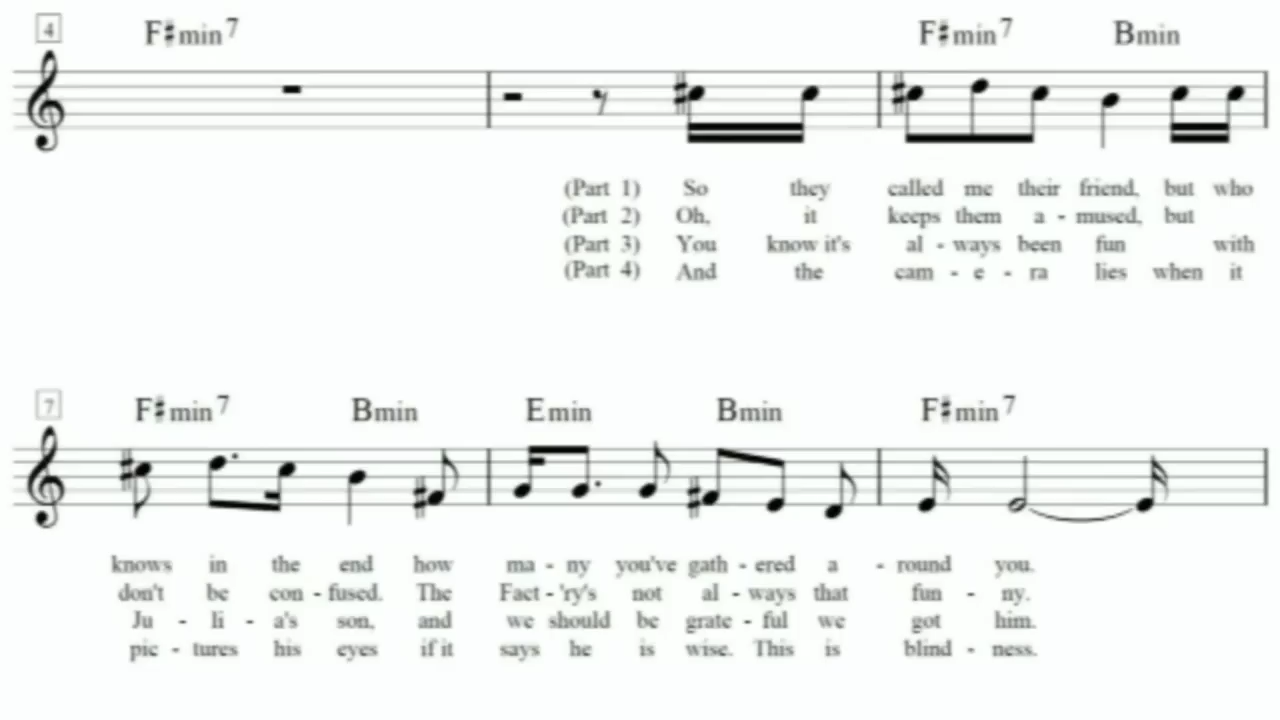 4 F♯min7 F♯min7 Bmin
(Part 1) So they called me their friend, but who
(Part 2) Oh, it keeps them a - mused, but
(Part 3) You know it's al - ways been fun with
(Part 4) And the cam - e - ra lies when it
7 F♯min7 Bmin Emin Bmin F♯min7
knows in the end how ma - ny you've gath - ered a - round you.
don't be con - fused. The Fact - 'ry's not al - ways that fun - ny.
Ju - li - a's son, and we should be grate - ful we got him.
pic - tures his eyes if it says he is wise. This is blind - ness.